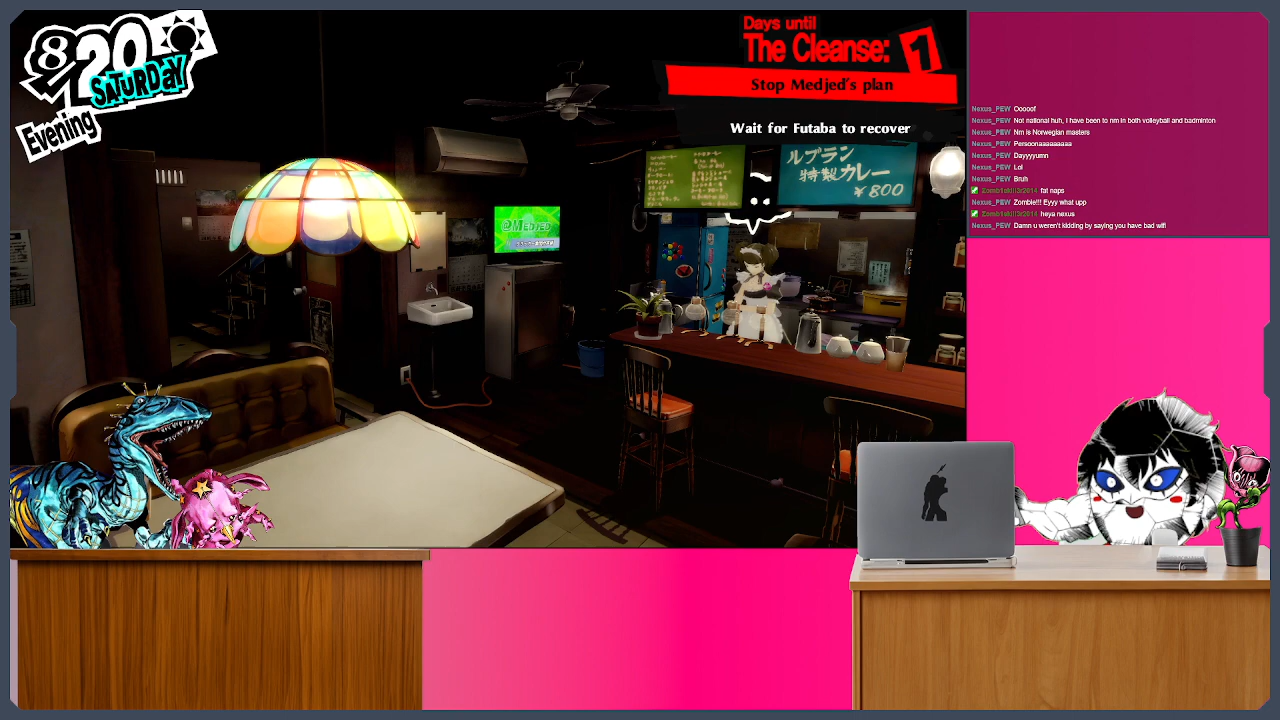 8/20
SATURDAY
Evening
Days until
The Cleanse: 1
Stop Medjed's plan
Wait for Futaba to recover
ルブラン
特製カレー
¥800
@MEDJED
Nexus_PEW Ooooof
Nexus_PEW Not national huh, I have been to nm in both volleyball and badminton
Nexus_PEW Nm is Norwegian masters
Nexus_PEW Persoonaaaaaaaaa
Nexus_PEW Dayyyyumn
Nexus_PEW Lol
Nexus_PEW Bruh
fat naps
Nexus_PEW Zombie!!! Eyyy what upp
heya nexus
Nexus_PEW Damn u weren't kidding by saying you have bad wifi